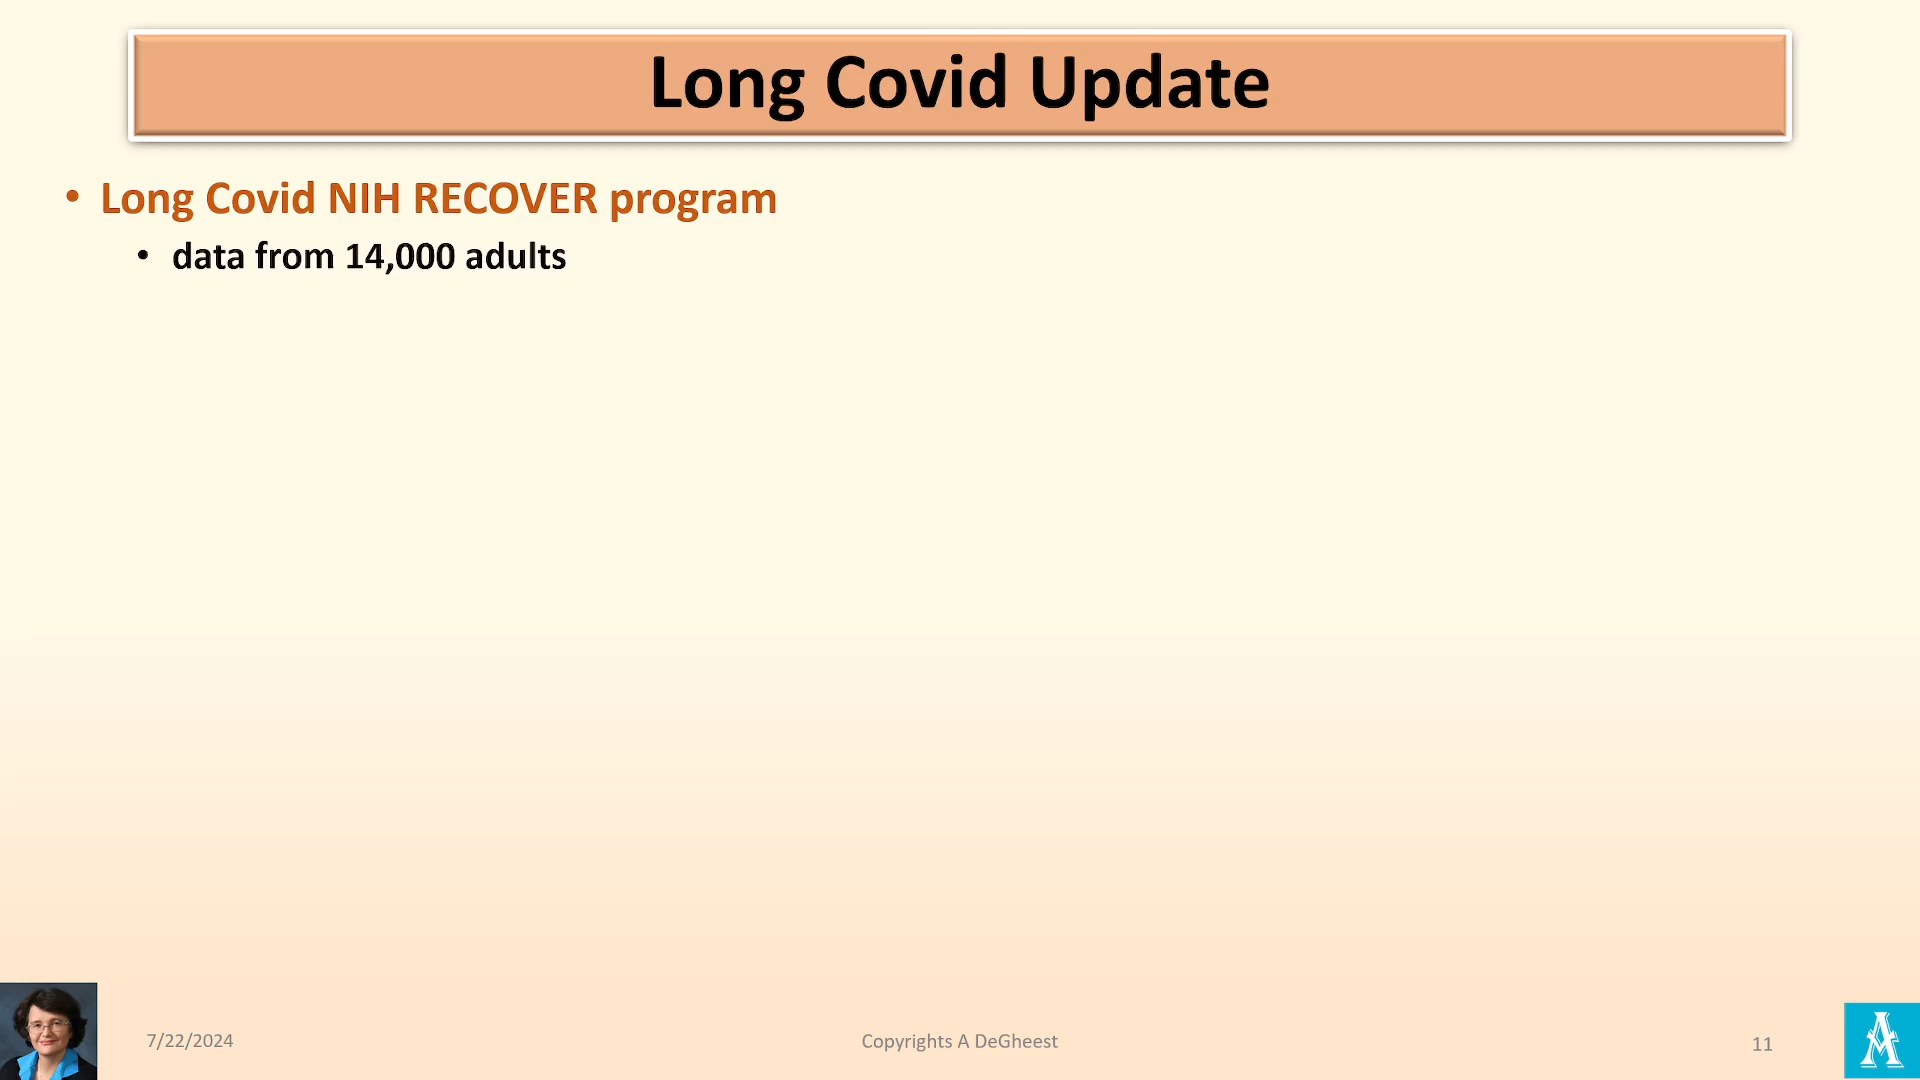 Long Covid Update
• Long Covid NIH RECOVER program
• data from 14,000 adults
7/22/2024
Copyrights A DeGheest
11
A